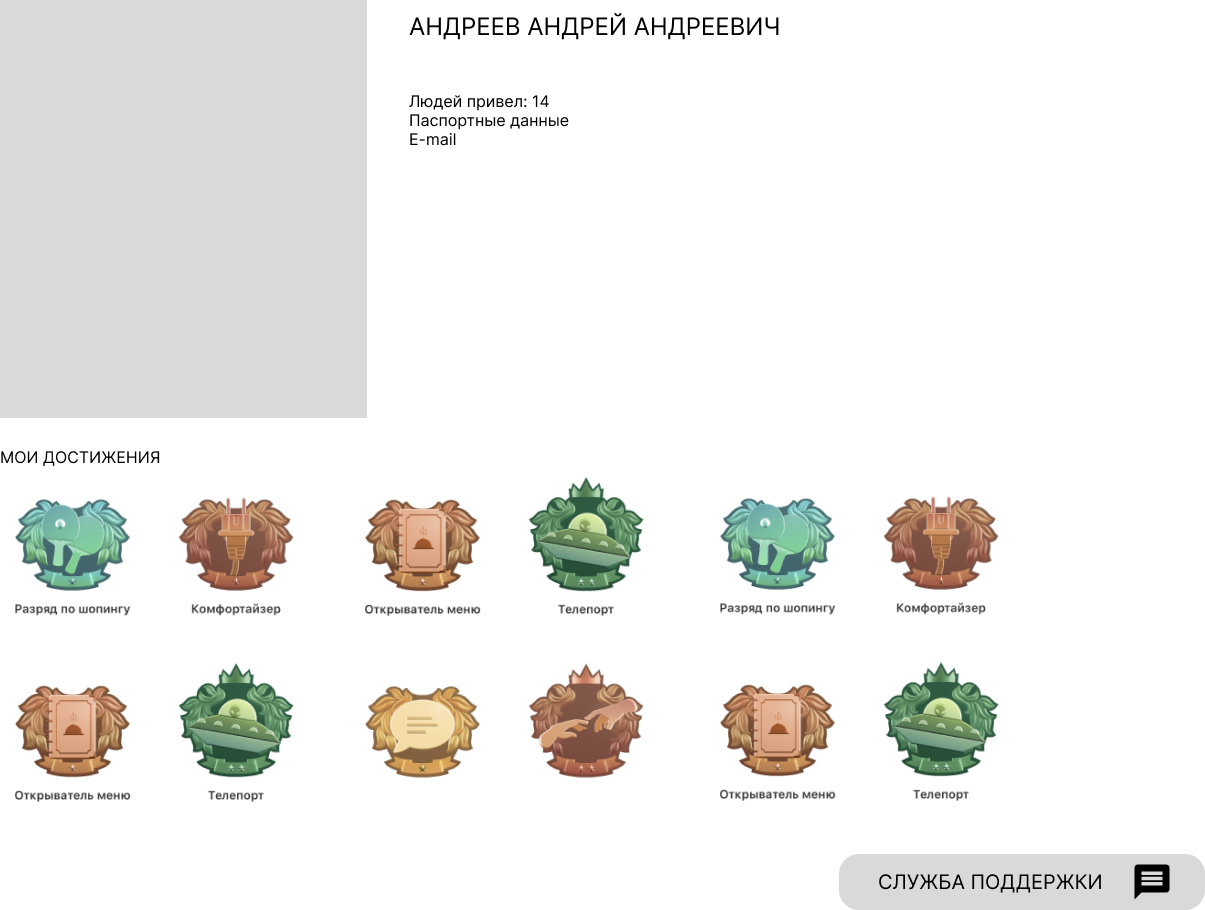 АНДРЕЕВ АНДРЕЙ АНДРЕЕВИЧ
Людей привел: 14
Паспортные данные
E-mail
МОИ ДОСТИЖЕНИЯ
Разряд по шопингу
Комфортайзер
Открыватель меню
Телепорт
Разряд по шопингу
Комфортайзер
Открыватель меню
Телепорт
Открыватель меню
Телепорт
СЛУЖБА ПОДДЕРЖКИ